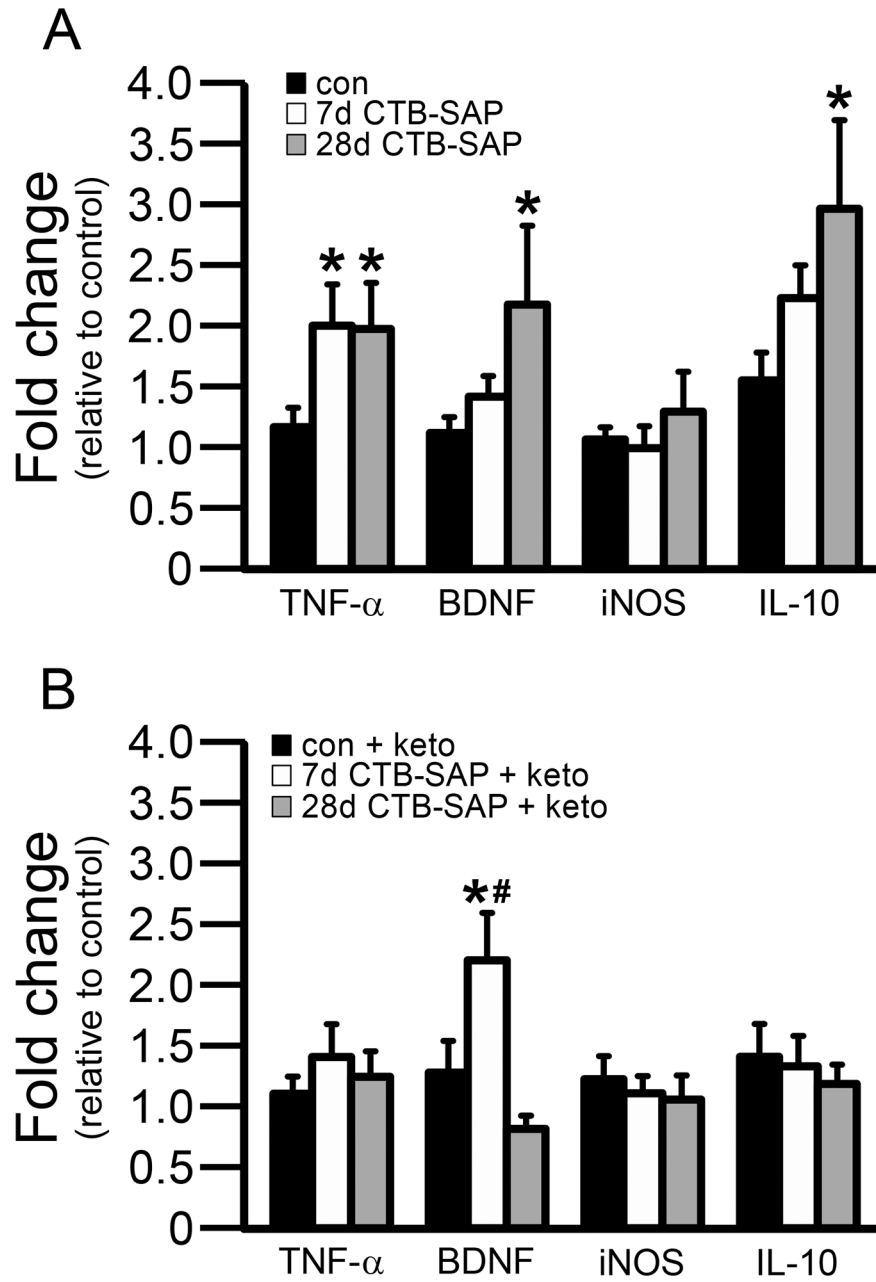 A
Fold change
(relative to control)
4.0
3.5
3.0
2.5
2.0
1.5
1.0
0.5
0
con
7d CTB-SAP
28d CTB-SAP
* * * *
TNF-α BDNF iNOS IL-10
B
Fold change
(relative to control)
4.0
3.5
3.0
2.5
2.0
1.5
1.0
0.5
0
con + keto
7d CTB-SAP + keto
28d CTB-SAP + keto
*#
TNF-α BDNF iNOS IL-10